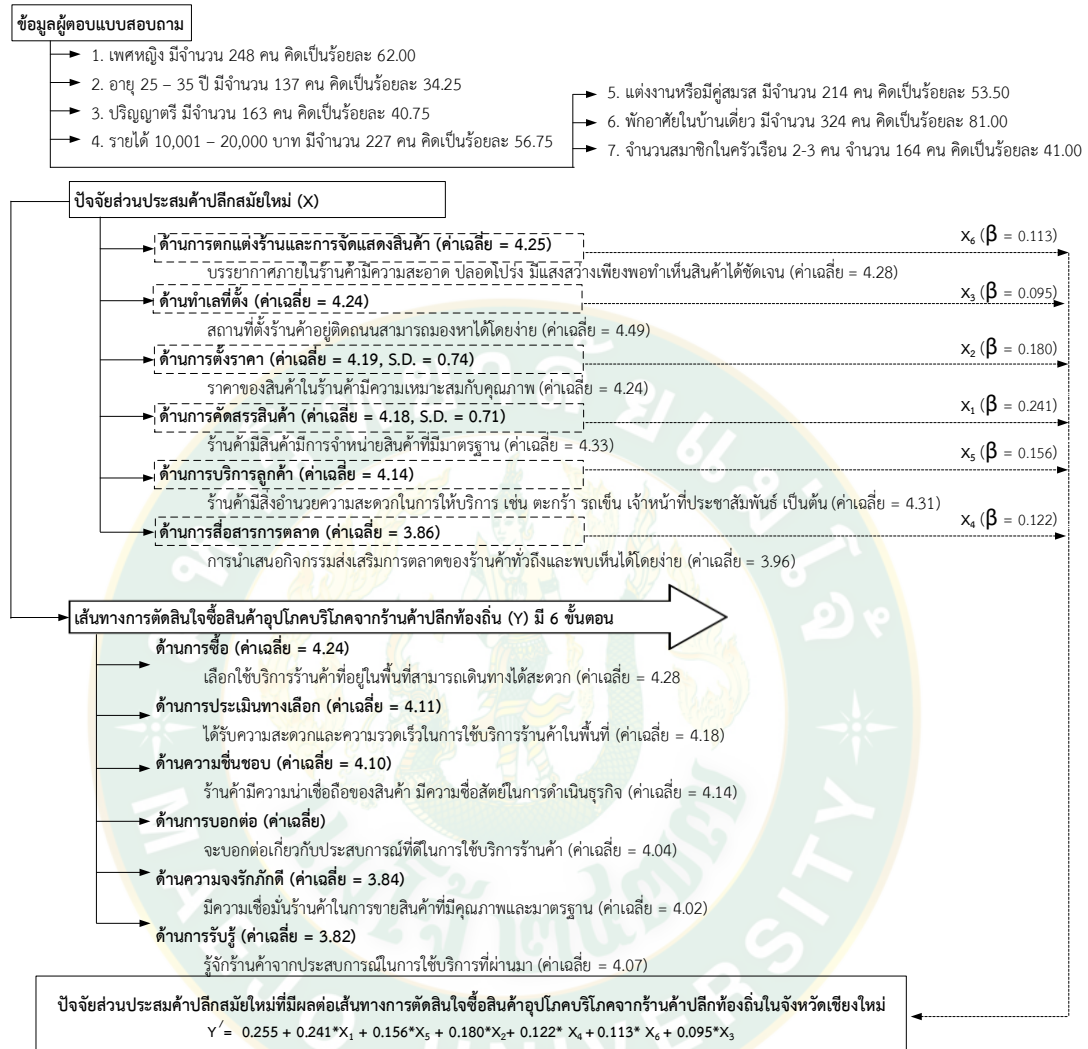 ข้อมูลผู้ตอบแบบสอบถาม
1. เพศหญิง มีจำนวน 248 คน คิดเป็นร้อยละ 62.00
2. อายุ 25 – 35 ปี มีจำนวน 137 คน คิดเป็นร้อยละ 34.25
3. ปริญญาตรี มีจำนวน 163 คน คิดเป็นร้อยละ 40.75
4. รายได้ 10,001 – 20,000 บาท มีจำนวน 227 คน คิดเป็นร้อยละ 56.75
5. แต่งงานหรือมีคู่สมรส มีจำนวน 214 คน คิดเป็นร้อยละ 53.50
6. พักอาศัยในบ้านเดี่ยว มีจำนวน 324 คน คิดเป็นร้อยละ 81.00
7. จำนวนสมาชิกในครัวเรือน 2-3 คน จำนวน 164 คน คิดเป็นร้อยละ 41.00
ปัจจัยส่วนประสมค้าปลีกสมัยใหม่ (X)
ด้านการตกแต่งร้านและการจัดแสดงสินค้า (ค่าเฉลี่ย = 4.25)
X₆ (β = 0.113)
บรรยากาศภายในร้านค้ามีความสะอาด ปลอดโปร่ง มีแสงสว่างเพียงพอทำเห็นสินค้าได้ชัดเจน (ค่าเฉลี่ย = 4.28)
ด้านทำเลที่ตั้ง (ค่าเฉลี่ย = 4.24)
X₃ (β = 0.095)
สถานที่ตั้งร้านค้าอยู่ติดถนนสามารถมองหาได้โดยง่าย (ค่าเฉลี่ย = 4.49)
ด้านการตั้งราคา (ค่าเฉลี่ย = 4.19, S.D. = 0.74)
X₂ (β = 0.180)
ราคาของสินค้าในร้านค้ามีความเหมาะสมกับคุณภาพ (ค่าเฉลี่ย = 4.24)
ด้านการคัดสรรสินค้า (ค่าเฉลี่ย = 4.18, S.D. = 0.71)
X₁ (β = 0.241)
ร้านค้ามีสินค้ามีการจำหน่ายสินค้าที่มีมาตรฐาน (ค่าเฉลี่ย = 4.33)
ด้านการบริการลูกค้า (ค่าเฉลี่ย = 4.14)
X₅ (β = 0.156)
ร้านค้ามีสิ่งอำนวยความสะดวกในการให้บริการ เช่น ตะกร้า รถเข็น เจ้าหน้าที่ประชาสัมพันธ์ เป็นต้น (ค่าเฉลี่ย = 4.31)
ด้านการสื่อสารการตลาด (ค่าเฉลี่ย = 3.86)
X₄ (β = 0.122)
การนำเสนอกิจกรรมส่งเสริมการตลาดของร้านค้าทั่วถึงและพบเห็นได้โดยง่าย (ค่าเฉลี่ย = 3.96)
เส้นทางการตัดสินใจซื้อสินค้าอุปโภคบริโภคจากร้านค้าปลีกท้องถิ่น (Y) มี 6 ขั้นตอน
ด้านการซื้อ (ค่าเฉลี่ย = 4.24)
เลือกใช้บริการร้านค้าที่อยู่ในพื้นที่สามารถเดินทางได้สะดวก (ค่าเฉลี่ย = 4.28
ด้านการประเมินทางเลือก (ค่าเฉลี่ย = 4.11)
ได้รับความสะดวกและความรวดเร็วในการใช้บริการร้านค้าในพื้นที่ (ค่าเฉลี่ย = 4.18)
ด้านความชื่นชอบ (ค่าเฉลี่ย = 4.10)
ร้านค้ามีความน่าเชื่อถือของสินค้า มีความซื่อสัตย์ในการดำเนินธุรกิจ (ค่าเฉลี่ย = 4.14)
ด้านการบอกต่อ (ค่าเฉลี่ย)
จะบอกต่อเกี่ยวกับประสบการณ์ที่ดีในการใช้บริการร้านค้า (ค่าเฉลี่ย = 4.04)
ด้านความจงรักภักดี (ค่าเฉลี่ย = 3.84)
มีความเชื่อมั่นร้านค้าในการขายสินค้าที่มีคุณภาพและมาตรฐาน (ค่าเฉลี่ย = 4.02)
ด้านการรับรู้ (ค่าเฉลี่ย = 3.82)
รู้จักร้านค้าจากประสบการณ์ในการใช้บริการที่ผ่านมา (ค่าเฉลี่ย = 4.07)
ปัจจัยส่วนประสมค้าปลีกสมัยใหม่ที่มีผลต่อเส้นทางการตัดสินใจซื้อสินค้าอุปโภคบริโภคจากร้านค้าปลีกท้องถิ่นในจังหวัดเชียงใหม่
Y′= 0.255 + 0.241*X₁ + 0.156*X₅ + 0.180*X₂+ 0.122* X₄ +0.113* X₆ +0.095*X₃